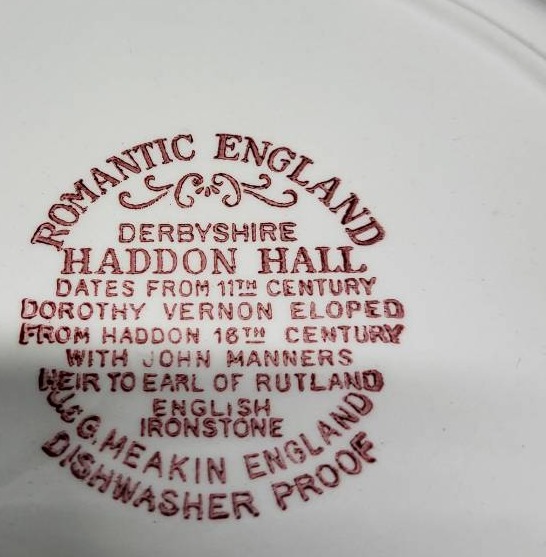 ROMANTIC ENGLAND
DERBYSHIRE
HADDON HALL
DATES FROM 11TH CENTURY
DOROTHY VERNON ELOPED
FROM HADDON 16TH CENTURY
WITH JOHN MANNERS
HEIR TO EARL OF RUTLAND
ENGLISH
IRONSTONE
J.& G. MEAKIN ENGLAND
DISHWASHER PROOF